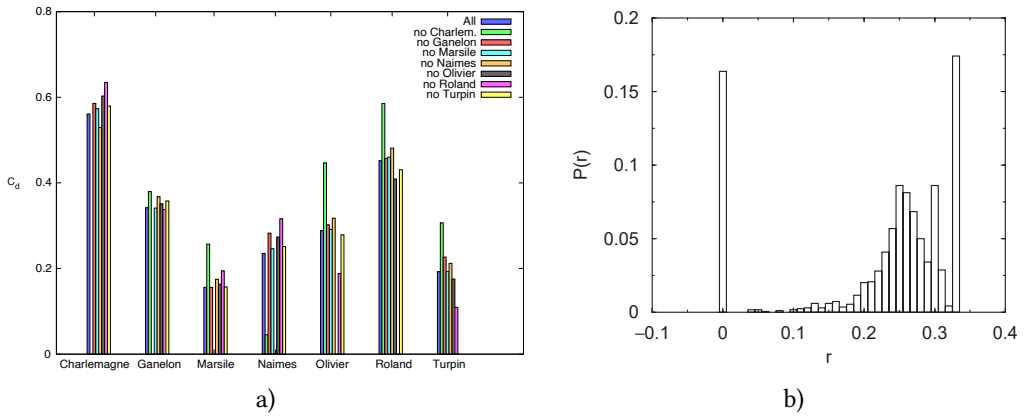 0.8
0.6
0.4
0.2
0
C_d
All
no Charlem.
no Ganelon
no Marsile
no Naimes
no Olivier
no Roland
no Turpin
Charlemagne Ganelon Marsile Naimes Olivier Roland Turpin
a)
0.2
0.15
0.1
0.05
0
P(r)
−0.1 0 0.1 0.2 0.3 0.4
r
b)